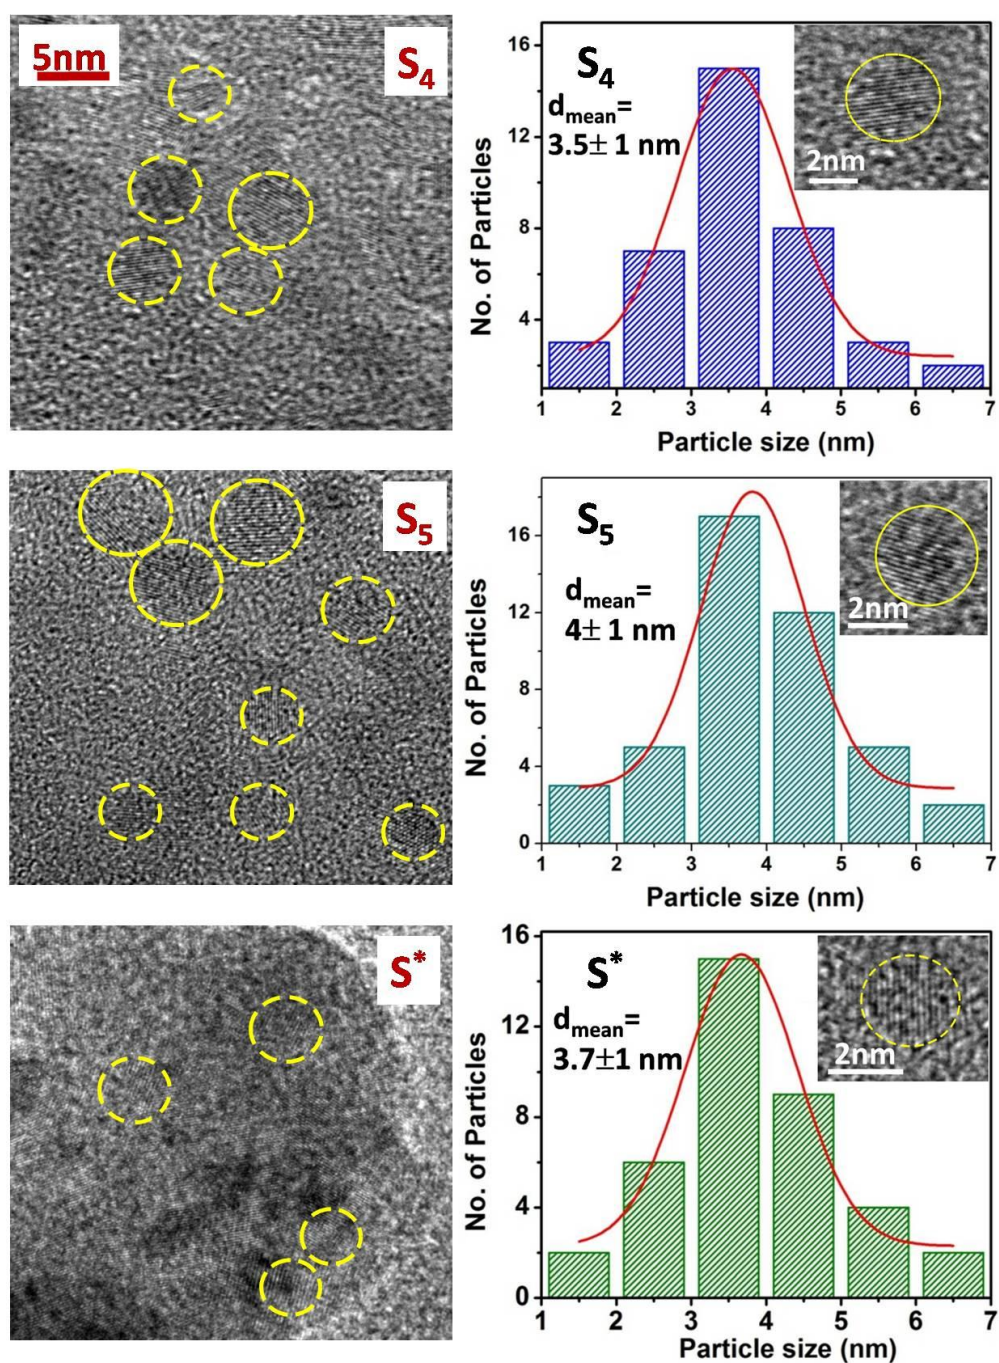 5nm
S4
S4
dmean=
3.5± 1 nm
2nm
No. of Particles
16
12
8
4
1 2 3 4 5 6 7
Particle size (nm)
S5
S5
dmean=
4± 1 nm
2nm
No. of Particles
16
12
8
4
0
1 2 3 4 5 6 7
Particle size (nm)
S*
S*
dmean=
3.7±1 nm
2nm
No. of Particles
16
12
8
4
0
1 2 3 4 5 6 7
Particle size (nm)